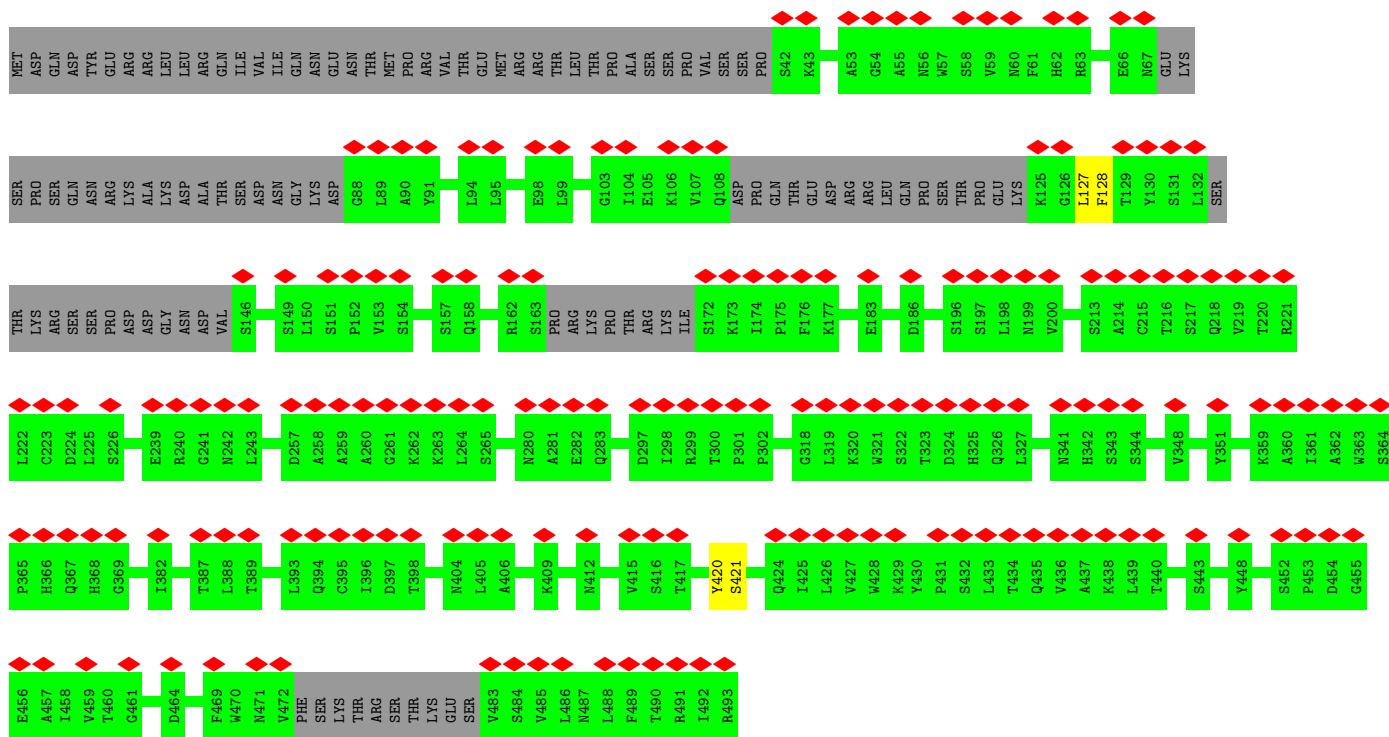 MET ASP GLN ASP TYR GLU ARG ARG LEU LEU ARG GLN ILE VAL ILE GLN ASN GLU ASN THR MET PRO ARG VAL THR GLU MET ARG ARG THR LEU THR PRO ALA SER SER PRO VAL SER SER PRO S42 K43 A53 G54 A55 N56 W57 S58 V59 N60 F61 H62 R63 E66 N67 GLU LYS
SER PRO SER GLN ASN ARG LYS ALA LYS ASP ALA THR SER ASP ASN GLY LYS ASP G88 L89 A90 Y91 L94 L95 E98 L99 G103 I104 E105 K106 V107 Q108 ASP PRO GLN THR GLU ASP ARG ARG LEU GLN PRO SER THR PRO GLU LYS K125 G126 L127 F128 T129 Y130 S131 L132 SER
THR LYS ARG SER SER PRO ASP ASP GLY ASN ASP VAL S146 S149 L150 S151 P152 V153 S154 S157 Q158 R162 S163 PRO ARG LYS PRO THR ARG LYS ILE S172 K173 I174 P175 F176 K177 E183 D186 S196 S197 L198 N199 V200 S213 A214 C215 T216 S217 Q218 V219 T220 R221
L222 C223 D224 L225 S226 E239 R240 G241 N242 L243 D257 A258 A259 A260 G261 K262 K263 L264 S265 N280 A281 E282 Q283 D297 I298 R299 T300 P301 P302 G318 L319 K320 W321 S322 T323 D324 H325 Q326 L327 N341 H342 S343 S344 V348 Y351 K359 A360 I361 A362 W363 S364
P365 H366 Q367 H368 G369 I382 T387 L388 T389 L393 Q394 C395 I396 D397 T398 N404 L405 A406 K409 N412 V415 S416 T417 Y420 S421 Q424 I425 L426 V427 W428 K429 Y430 P431 S432 L433 T434 Q435 V436 A437 K438 L439 T440 S443 Y448 S452 P453 D454 G455
E456 A457 I458 V459 T460 G461 D464 F469 W470 N471 V472 PHE SER LYS THR ARG SER THR LYS GLU SER V483 S484 V485 L486 N487 L488 F489 T490 R491 I492 R493